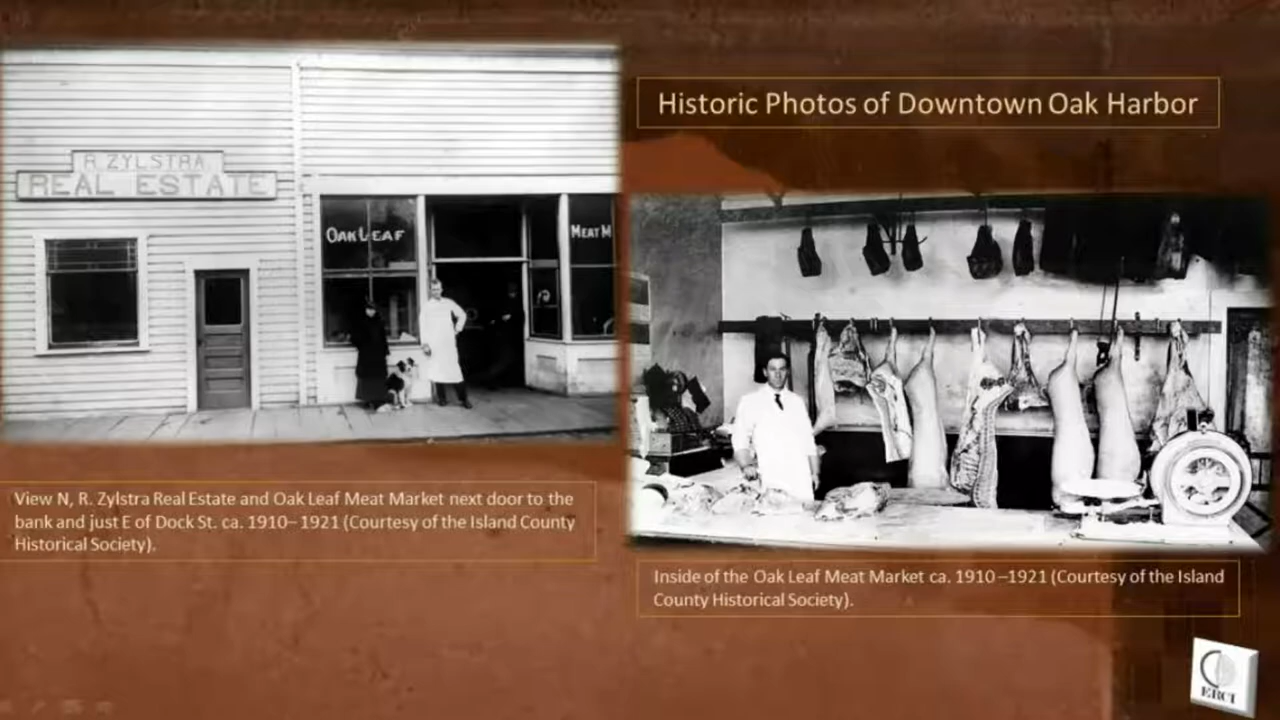 Historic Photos of Downtown Oak Harbor
R. ZYLSTRA
REAL ESTATE
OAK LEAF
MEAT M
View N, R. Zylstra Real Estate and Oak Leaf Meat Market next door to the
bank and just E of Dock St. ca. 1910–1921 (Courtesy of the Island County
Historical Society).
Inside of the Oak Leaf Meat Market ca. 1910–1921 (Courtesy of the Island
County Historical Society).
ERCI